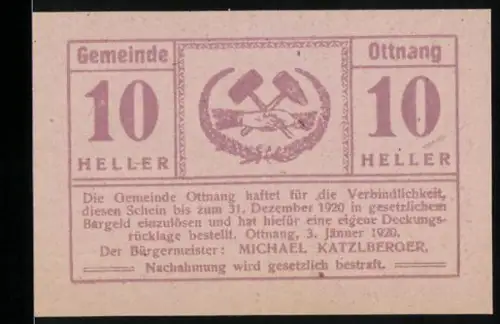 Gemeinde
Ottnang
10
10
HELLER
HELLER
Die Gemeinde Ottnang haftet für die Verbindlichkeit,
diesen Schein bis zum 31. Dezember 1920 in gesetzlichem
Bargeld einzulösen und hat hiefür eine eigene Deckungs-
rücklage bestellt. Ottnang, 3. Jänner 1920.
Der Bürgermeister: MICHAEL KATZLBERGER.
Nachahmung wird gesetzlich bestraft.